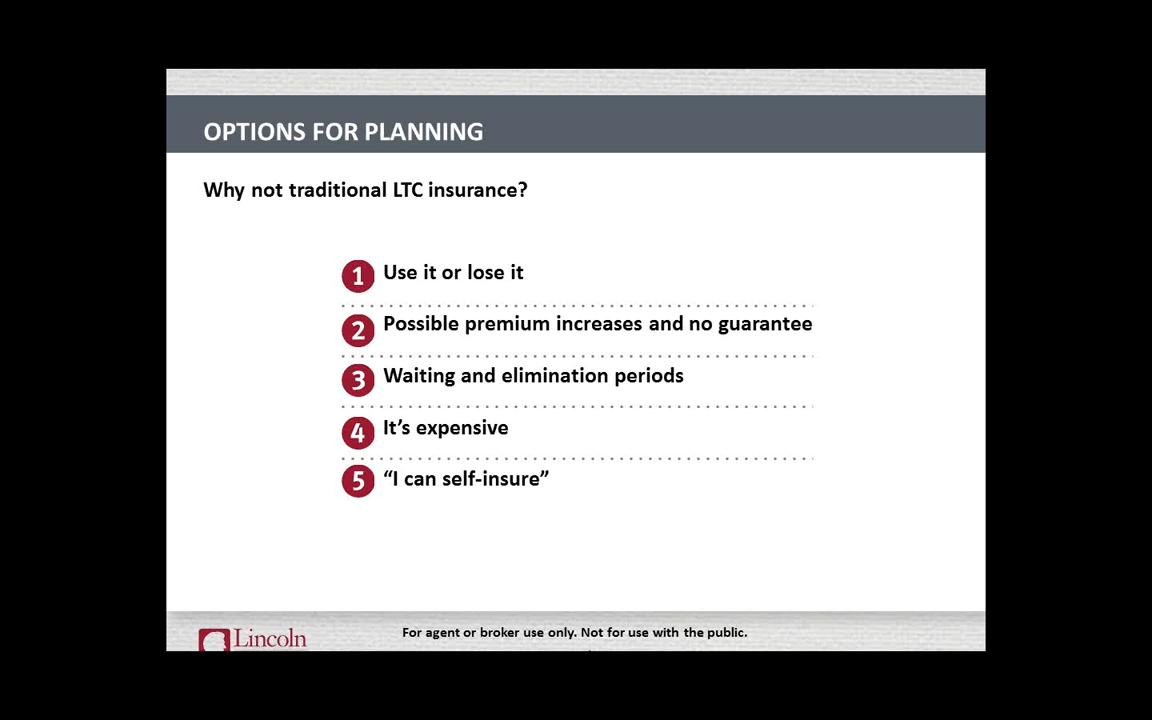 OPTIONS FOR PLANNING
Why not traditional LTC insurance?
1 Use it or lose it
2 Possible premium increases and no guarantee
3 Waiting and elimination periods
4 It’s expensive
5 “I can self-insure”
Lincoln
For agent or broker use only. Not for use with the public.